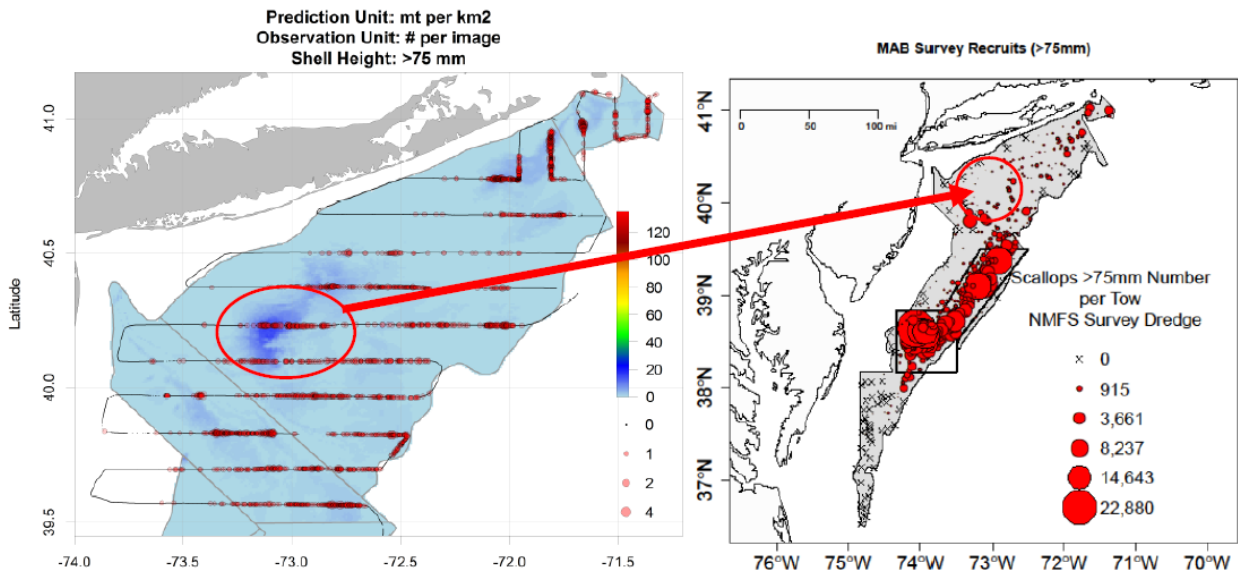 Prediction Unit: mt per km2
Observation Unit: # per image
Shell Height: >75 mm
Latitude
41.0
40.5
40.0
39.5
-74.0 -73.5 -73.0 -72.5 -72.0 -71.5
120
100
80
60
40
20
0
0
1
2
4
MAB Survey Recruits (>75mm)
0 50 100 mi
41°N
40°N
39°N
38°N
37°N
76°W 75°W 74°W 73°W 72°W 71°W 70°W
Scallops >75mm Number
per Tow
NMFS Survey Dredge
0
915
3,661
8,237
14,643
22,880